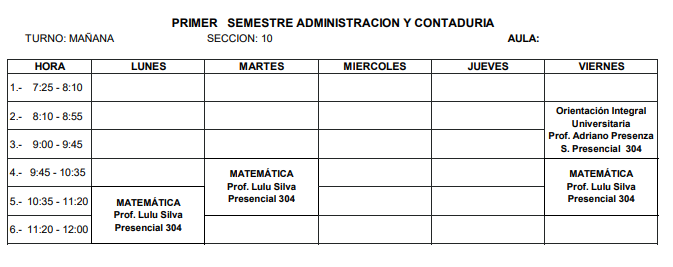 PRIMER SEMESTRE ADMINISTRACION Y CONTADURIA
TURNO: MAÑANA SECCION: 10 AULA:
HORA LUNES MARTES MIERCOLES JUEVES VIERNES
1.- 7:25 - 8:10
2.- 8:10 - 8:55
3.- 9:00 - 9:45
Orientación Integral
Universitaria
Prof. Adriano Presenza
S. Presencial 304
4.- 9:45 - 10:35
5.- 10:35 - 11:20
6.- 11:20 - 12:00
MATEMÁTICA
Prof. Lulu Silva
Presencial 304
MATEMÁTICA
Prof. Lulu Silva
Presencial 304
MATEMÁTICA
Prof. Lulu Silva
Presencial 304